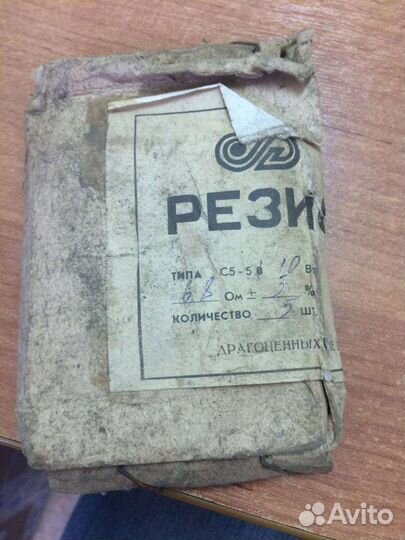 РЕЗИ
ТИПА С5-5В 10 Вт
68 Ом ± 5 %
КОЛИЧЕСТВО 5 шт.
ДРАГОЦЕННЫХ
Avito